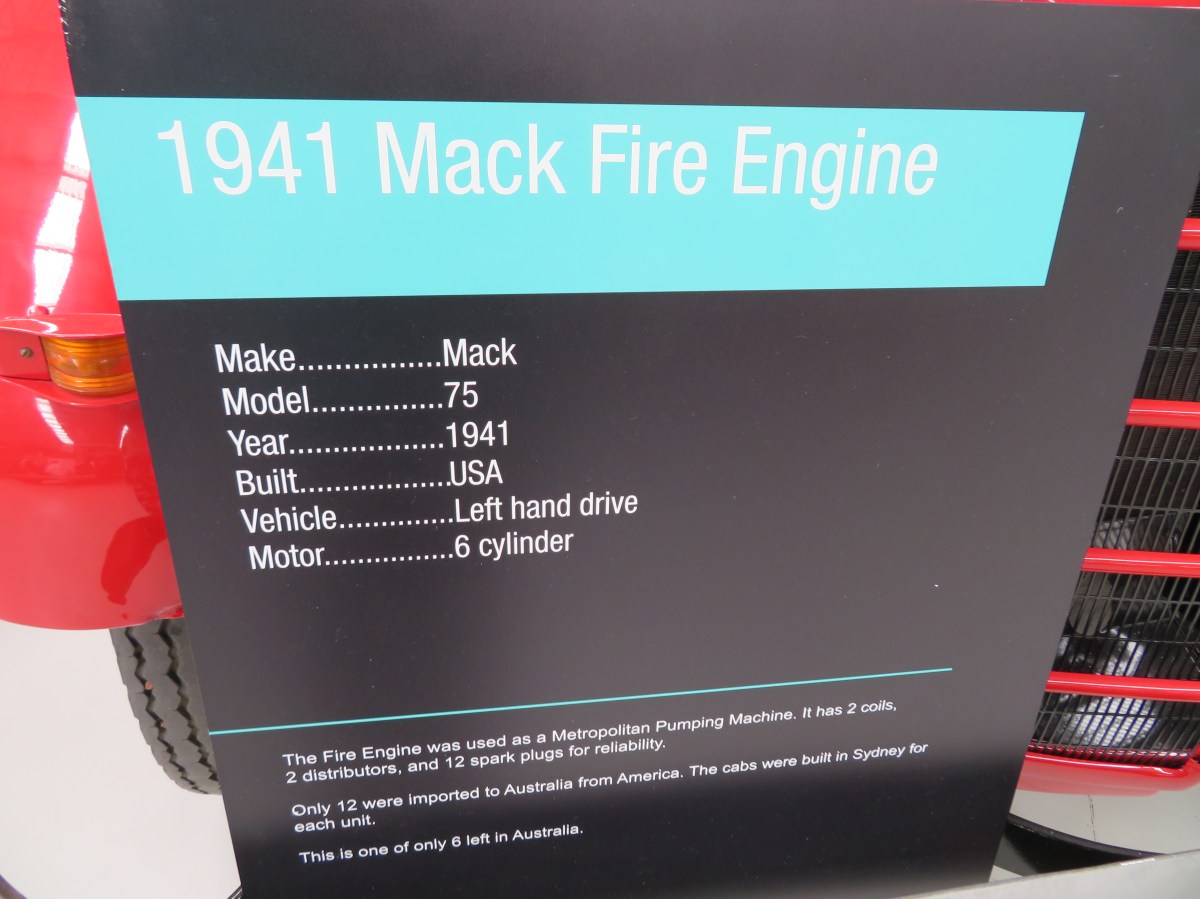 1941 Mack Fire Engine
Make................Mack
Model...............75
Year.................1941
Built.................USA
Vehicle.............Left hand drive
Motor...............6 cylinder
The Fire Engine was used as a Metropolitan Pumping Machine. It has 2 coils,
2 distributors, and 12 spark plugs for reliability.
Only 12 were imported to Australia from America. The cabs were built in Sydney for
each unit.
This is one of only 6 left in Australia.